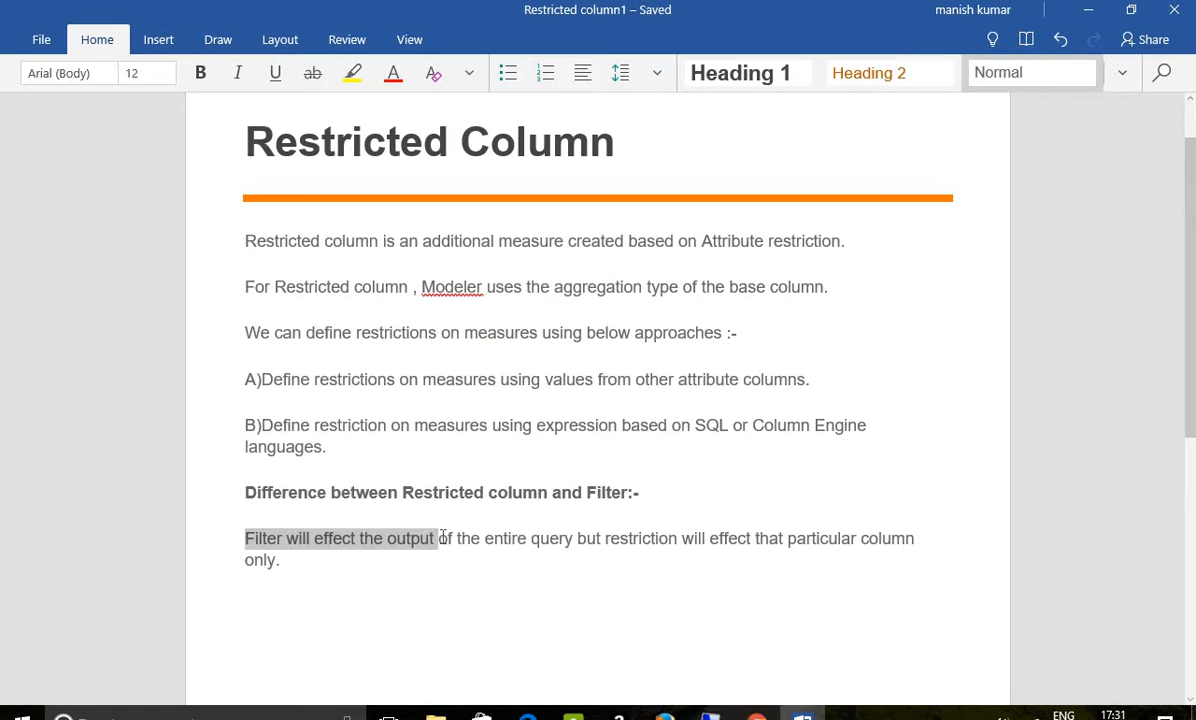 Restricted column1 – Saved
manish kumar
File
Home
Insert
Draw
Layout
Review
View
Share
Arial (Body)
12
B
I
U
ab
A
A
Heading 1
Heading 2
Normal
Restricted Column
Restricted column is an additional measure created based on Attribute restriction.
For Restricted column , Modeler uses the aggregation type of the base column.
We can define restrictions on measures using below approaches :-
A)Define restrictions on measures using values from other attribute columns.
B)Define restriction on measures using expression based on SQL or Column Engine
languages.
Difference between Restricted column and Filter:-
Filter will effect the output of the entire query but restriction will effect that particular column
only.
ENG
17:31